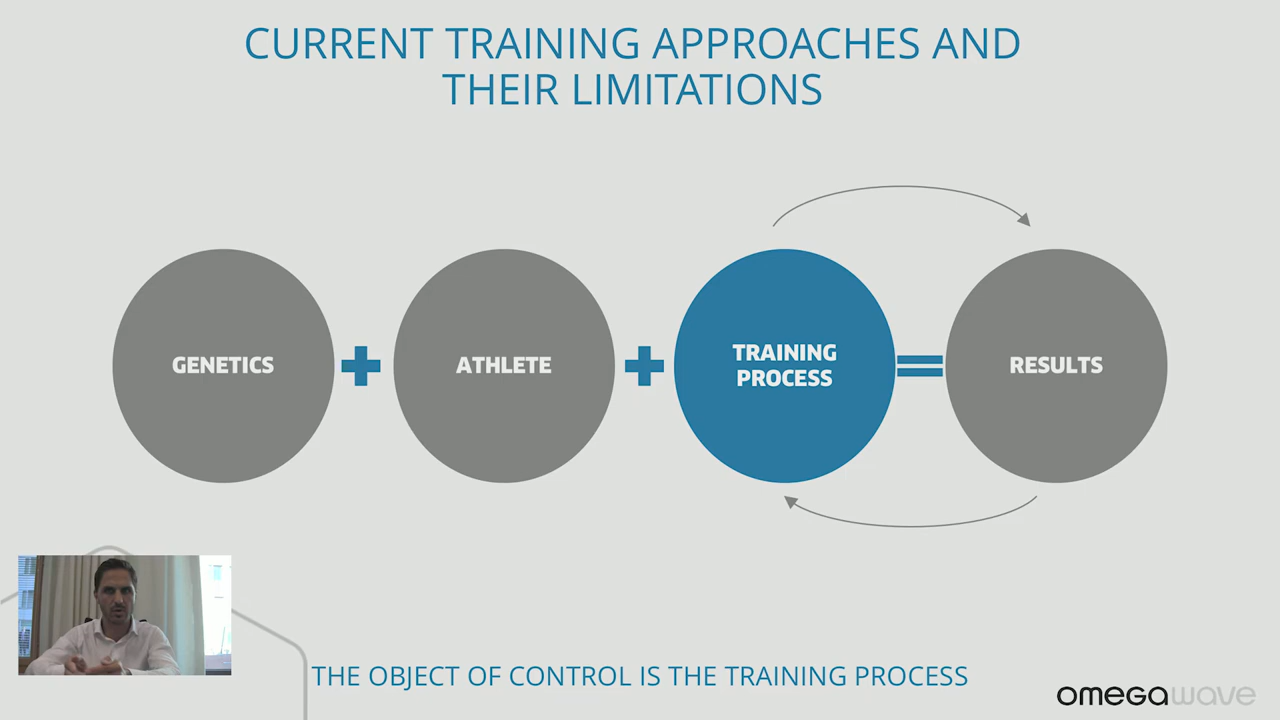 CURRENT TRAINING APPROACHES AND
THEIR LIMITATIONS
GENETICS
ATHLETE
TRAINING
PROCESS
RESULTS
THE OBJECT OF CONTROL IS THE TRAINING PROCESS
omegawave